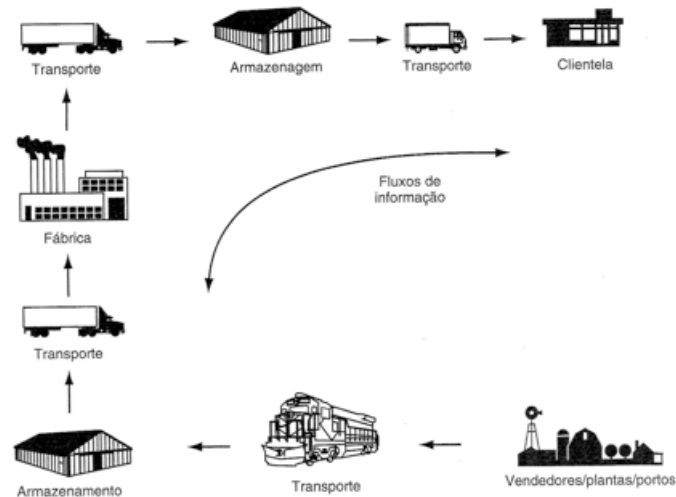 Transporte
Armazenagem
Transporte
Clientela
Fluxos de
informação
Fábrica
Transporte
Armazenamento
Transporte
Vendedores/plantas/portos